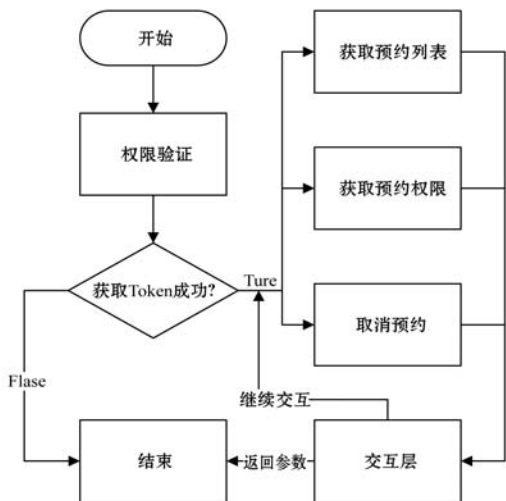 开始
获取预约列表
权限验证
获取预约权限
获取Token成功?
Ture
取消预约
Flase
继续交互
结束
返回参数
交互层